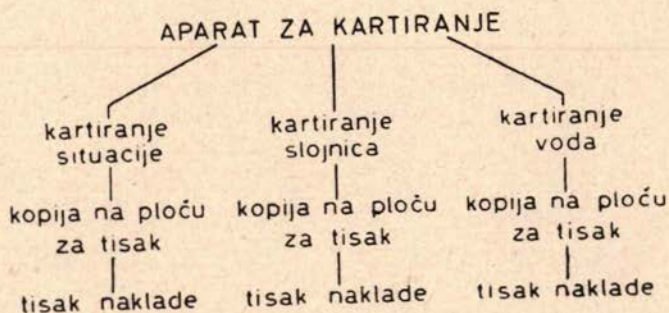 APARAT ZA KARTIRANJE
kartiranje
situacije
kopija na ploču
za tisak
tisak naklade
kartiranje
slojnica
kopija na ploču
za tisak
tisak naklade
kartiranje
voda
kopija na ploču
za tisak
tisak naklade